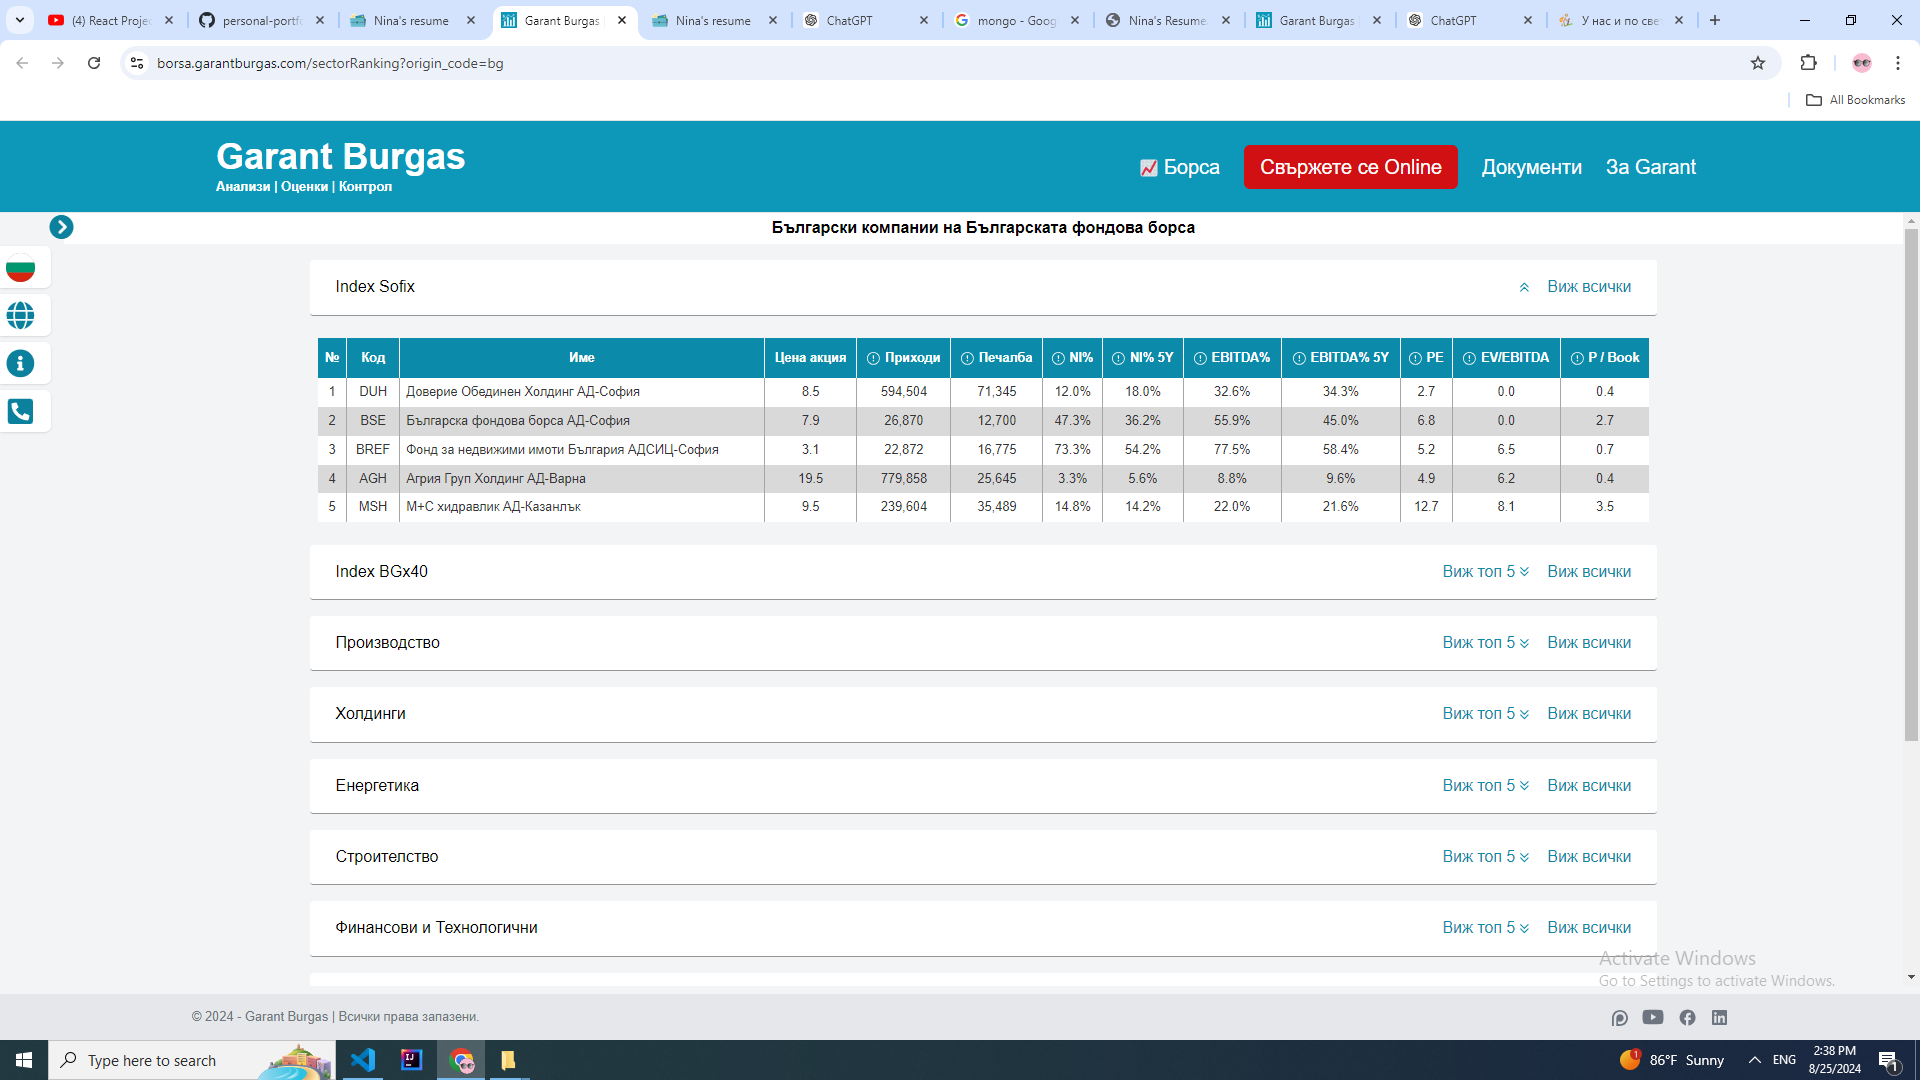 (4) React Projec
personal-portfo
Nina's resume
Garant Burgas
Nina's resume
ChatGPT
mongo - Goog
Nina's Resume.
Garant Burgas
ChatGPT
У нас и по све
borsa.garantburgas.com/sectorRanking?origin_code=bg
All Bookmarks
Garant Burgas
Анализи | Оценки | Контрол
Борса
Свържете се Online
Документи
За Garant
Български компании на Българската фондова борса
Index Sofix
Виж всички
№ Код Име Цена акция Приходи Печалба NI% NI% 5Y EBITDA% EBITDA% 5Y PE EV/EBITDA P / Book
1 DUH Доверие Обединен Холдинг АД-София 8.5 594,504 71,345 12.0% 18.0% 32.6% 34.3% 2.7 0.0 0.4
2 BSE Българска фондова борса АД-София 7.9 26,870 12,700 47.3% 36.2% 55.9% 45.0% 6.8 0.0 2.7
3 BREF Фонд за недвижими имоти България АДСИЦ-София 3.1 22,872 16,775 73.3% 54.2% 77.5% 58.4% 5.2 6.5 0.7
4 AGH Агрия Груп Холдинг АД-Варна 19.5 779,858 25,645 3.3% 5.6% 8.8% 9.6% 4.9 6.2 0.4
5 MSH М+С хидравлик АД-Казанлък 9.5 239,604 35,489 14.8% 14.2% 22.0% 21.6% 12.7 8.1 3.5
Index BGx40 Виж топ 5 Виж всички
Производство Виж топ 5 Виж всички
Холдинги Виж топ 5 Виж всички
Енергетика Виж топ 5 Виж всички
Строителство Виж топ 5 Виж всички
Финансови и Технологични Виж топ 5 Виж всички
Activate Windows
Go to Settings to activate Windows.
© 2024 - Garant Burgas | Всички права запазени.
Type here to search
86°F Sunny
ENG
2:38 PM
8/25/2024
1